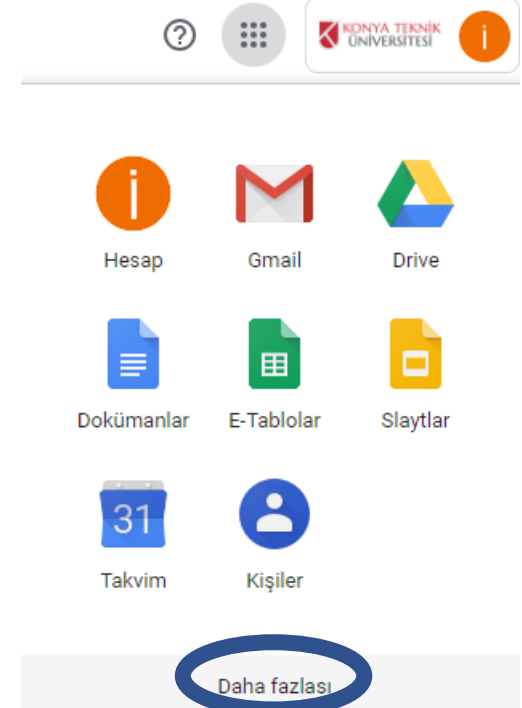 KONYA TEKNİK
ÜNİVERSİTESİ
i
i
Hesap Gmail Drive
Dokümanlar E-Tablolar Slaytlar
31
Takvim Kişiler
Daha fazlası